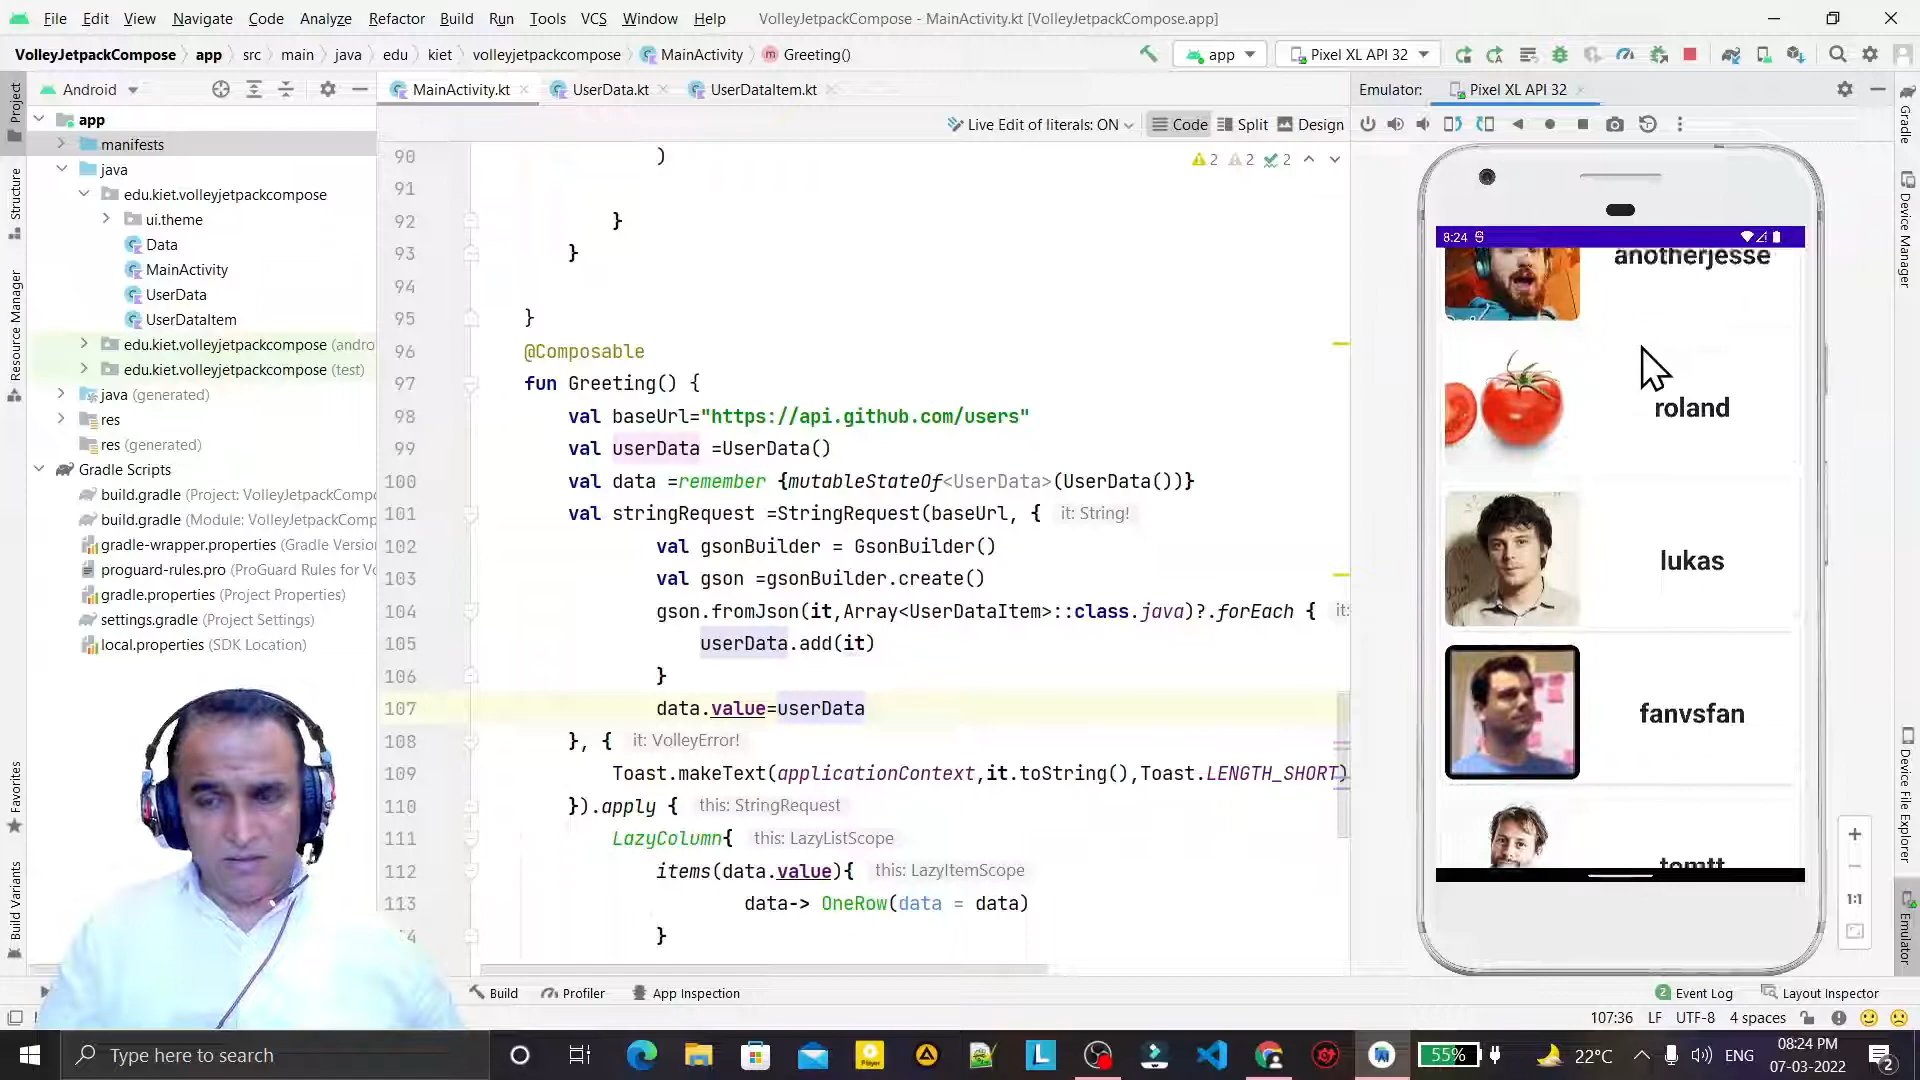 File Edit View Navigate Code Analyze Refactor Build Run Tools VCS Window Help VolleyJetpackCompose - MainActivity.kt [VolleyJetpackCompose.app]
VolleyJetpackCompose app src main java edu kiet volleyjetpackcompose MainActivity Greeting() app Pixel XL API 32
Android MainActivity.kt UserData.kt UserDataItem.kt Emulator: Pixel XL API 32
Live Edit of literals: ON Code Split Design
Project
Structure
Resource Manager
Favorites
Build Variants
app
manifests
java
edu.kiet.volleyjetpackcompose
ui.theme
Data
MainActivity
UserData
UserDataItem
edu.kiet.volleyjetpackcompose (andro
edu.kiet.volleyjetpackcompose (test)
java (generated)
res
res (generated)
Gradle Scripts
build.gradle (Project: VolleyJetpackCompo
build.gradle (Module: VolleyJetpackComp
gradle-wrapper.properties (Gradle Version
proguard-rules.pro (ProGuard Rules for Vo
gradle.properties (Project Properties)
settings.gradle (Project Settings)
local.properties (SDK Location)
2 2 2
90 )
91
92 }
93 }
94
95 }
96 @Composable
97 fun Greeting() {
98 val baseUrl="https://api.github.com/users"
99 val userData =UserData()
100 val data =remember {mutableStateOf<UserData>(UserData())}
101 val stringRequest =StringRequest(baseUrl, { it: String!
102 val gsonBuilder = GsonBuilder()
103 val gson =gsonBuilder.create()
104 gson.fromJson(it,Array<UserDataItem>::class.java)?.forEach { it:
105 userData.add(it)
106 }
107 data.value=userData
108 }, { it: VolleyError!
109 Toast.makeText(applicationContext,it.toString(),Toast.LENGTH_SHORT)
110 }).apply { this: StringRequest
111 LazyColumn{ this: LazyListScope
112 items(data.value){ this: LazyItemScope
113 data-> OneRow(data = data)
14 }
8:24
anotherjesse
roland
lukas
fanvsfan
tomtt
1:1
Gradle
Device Manager
Device File Explorer
Emulator
Build Profiler App Inspection 2 Event Log Layout Inspector
107:36 LF UTF-8 4 spaces
Type here to search
55% 22°C ENG
08:24 PM
07-03-2022
2